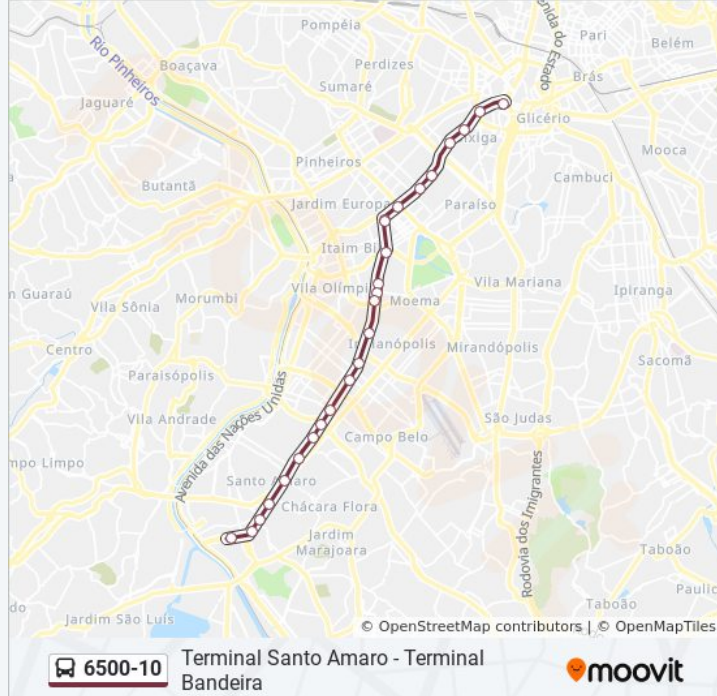 Pompéia
Pari
Avenida do Estado
Belém
Rio Pinheiros
Boaçava
Perdizes
Brás
Sumaré
Jaguaré
Glicério
ixiga
Mooca
Pinheiros
Butantã
Cambuci
Jardim Europa
Paraíso
Itaim Bi
Vila Olímpi
Vila Mariana
m Guaraú
Morumbi
Moema
Ipiranga
Vila Sônia
Centro
I ianópolis
Mirandópolis
Sacomã
Paraisópolis
Avenida das Nações Unidas
Vila Andrade
São Judas
Campo Belo
mpo Limpo
Santo Amaro
Rodovia dos Imigrantes
Chácara Flora
Jardim
Marajoara
Taboão
Paulic
do
Taboão
Jardim São Luís
© OpenStreetMap contributors | © OpenMapTiles
6500-10
Terminal Santo Amaro - Terminal
Bandeira
moovit